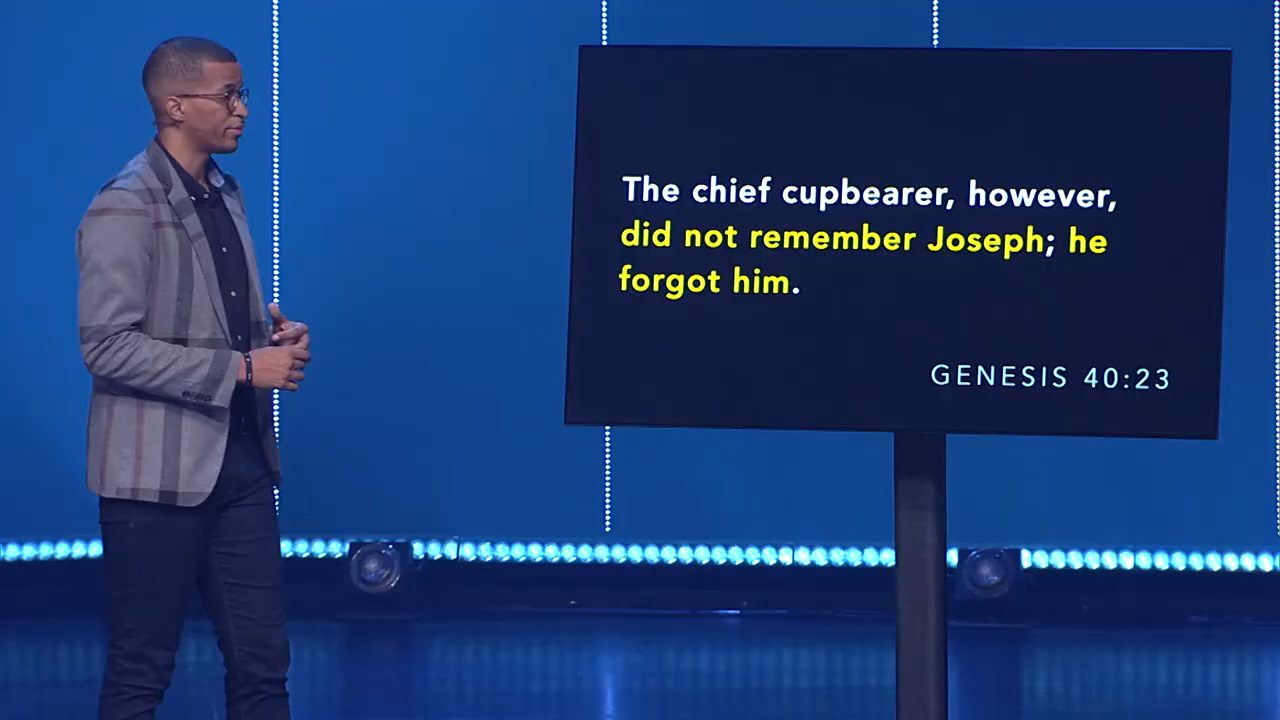 The chief cupbearer, however,
did not remember Joseph; he
forgot him.
GENESIS 40:23